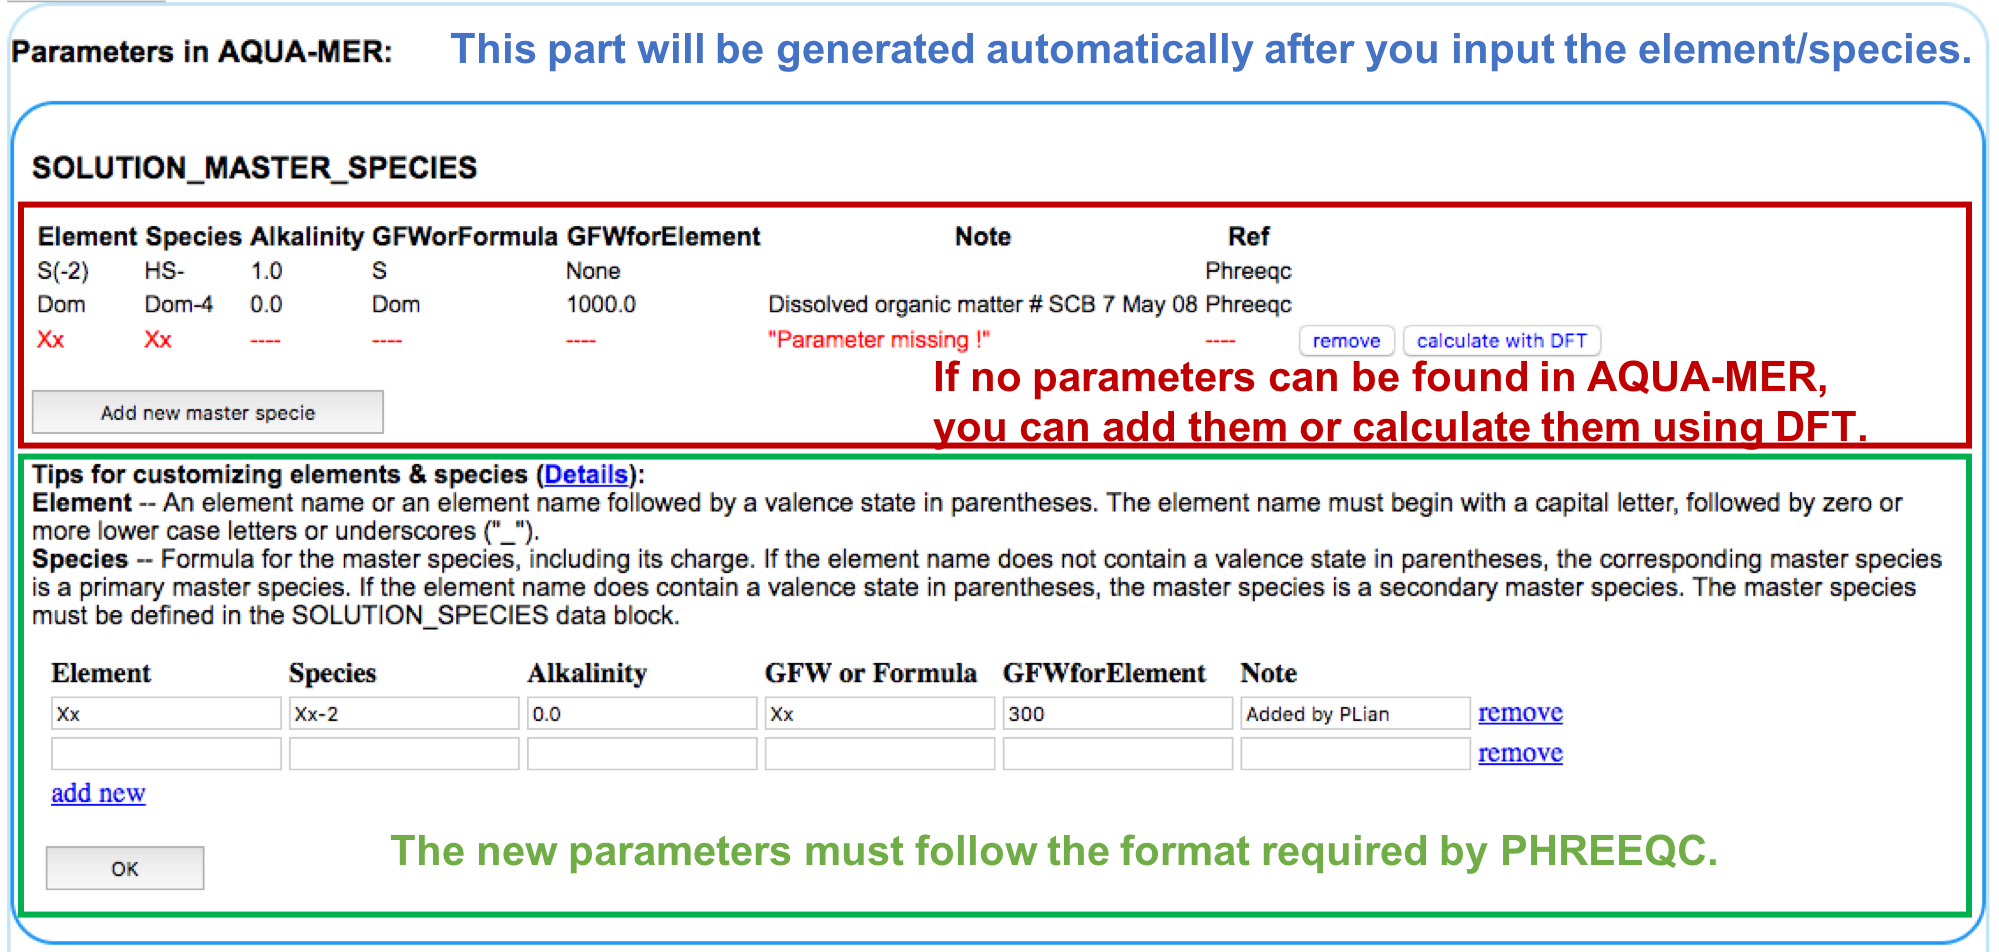 Parameters in AQUA-MER: This part will be generated automatically after you input the element/species.
SOLUTION_MASTER_SPECIES
Element Species Alkalinity GFWorFormula GFWforElement Note Ref
S(-2) HS- 1.0 S None Phreeqc
Dom Dom-4 0.0 Dom 1000.0 Dissolved organic matter # SCB 7 May 08 Phreeqc
Xx Xx ---- ---- ---- "Parameter missing !" ---- remove calculate with DFT
If no parameters can be found in AQUA-MER,
Add new master specie
you can add them or calculate them using DFT.
Tips for customizing elements & species (Details):
Element -- An element name or an element name followed by a valence state in parentheses. The element name must begin with a capital letter, followed by zero or
more lower case letters or underscores ("_").
Species -- Formula for the master species, including its charge. If the element name does not contain a valence state in parentheses, the corresponding master species
is a primary master species. If the element name does contain a valence state in parentheses, the master species is a secondary master species. The master species
must be defined in the SOLUTION_SPECIES data block.
Element Species Alkalinity GFW or Formula GFWforElement Note
Xx Xx-2 0.0 Xx 300 Added by PLian remove
remove
add new
The new parameters must follow the format required by PHREEQC.
OK